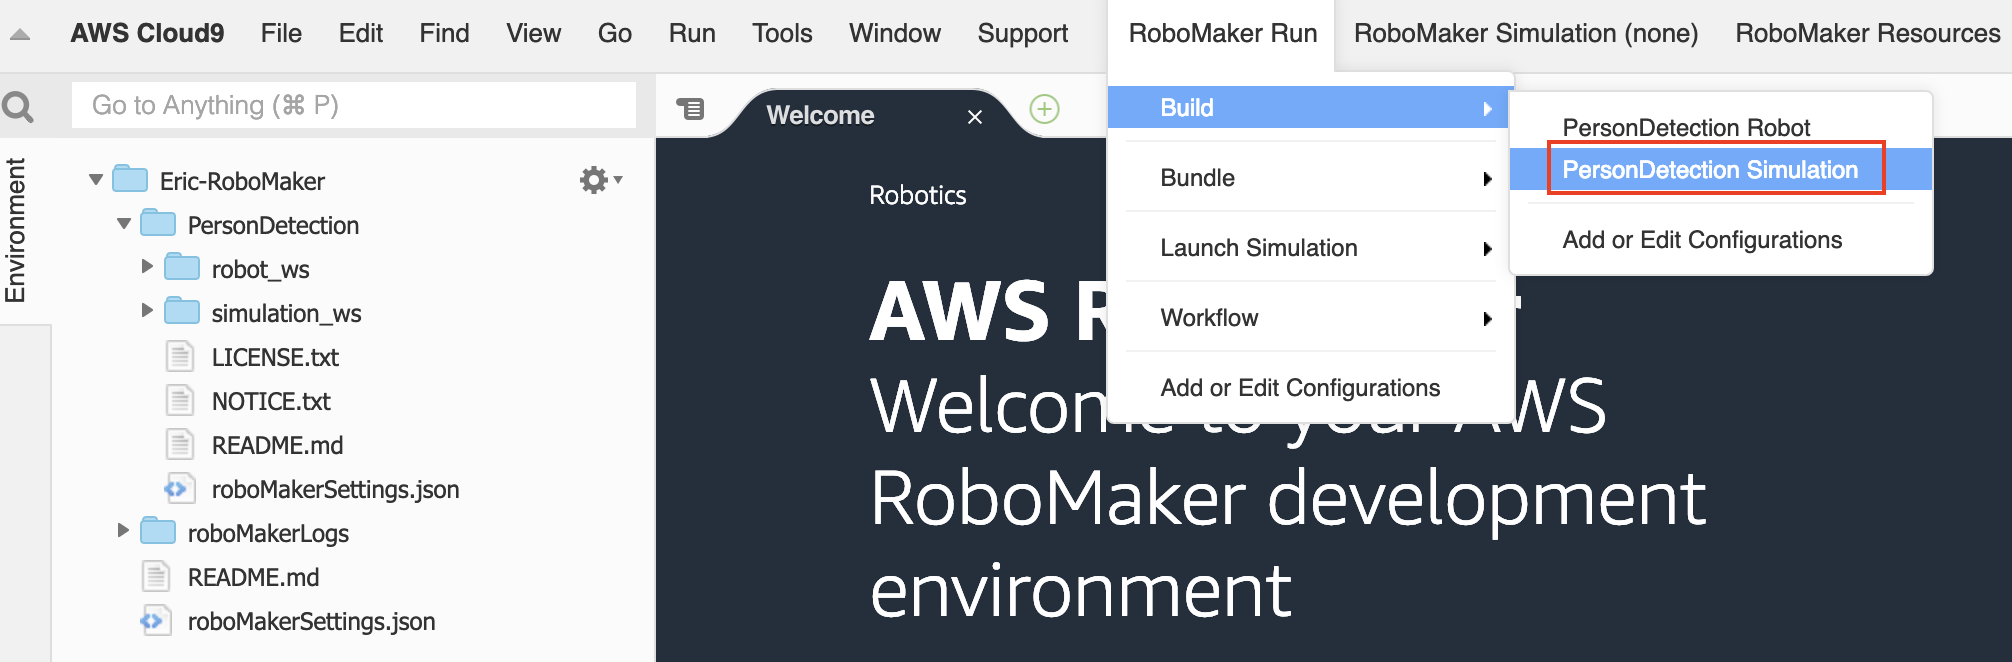 AWS Cloud9 File Edit Find View Go Run Tools Window Support RoboMaker Run RoboMaker Simulation (none) RoboMaker Resources
Go to Anything (⌘ P)
Welcome
Environment
Eric-RoboMaker
PersonDetection
robot_ws
simulation_ws
LICENSE.txt
NOTICE.txt
README.md
roboMakerSettings.json
roboMakerLogs
README.md
roboMakerSettings.json
Build
Bundle
Launch Simulation
Workflow
Add or Edit Configurations
PersonDetection Robot
PersonDetection Simulation
Add or Edit Configurations
Robotics
AWS
Welcome to your AWS
RoboMaker development
environment